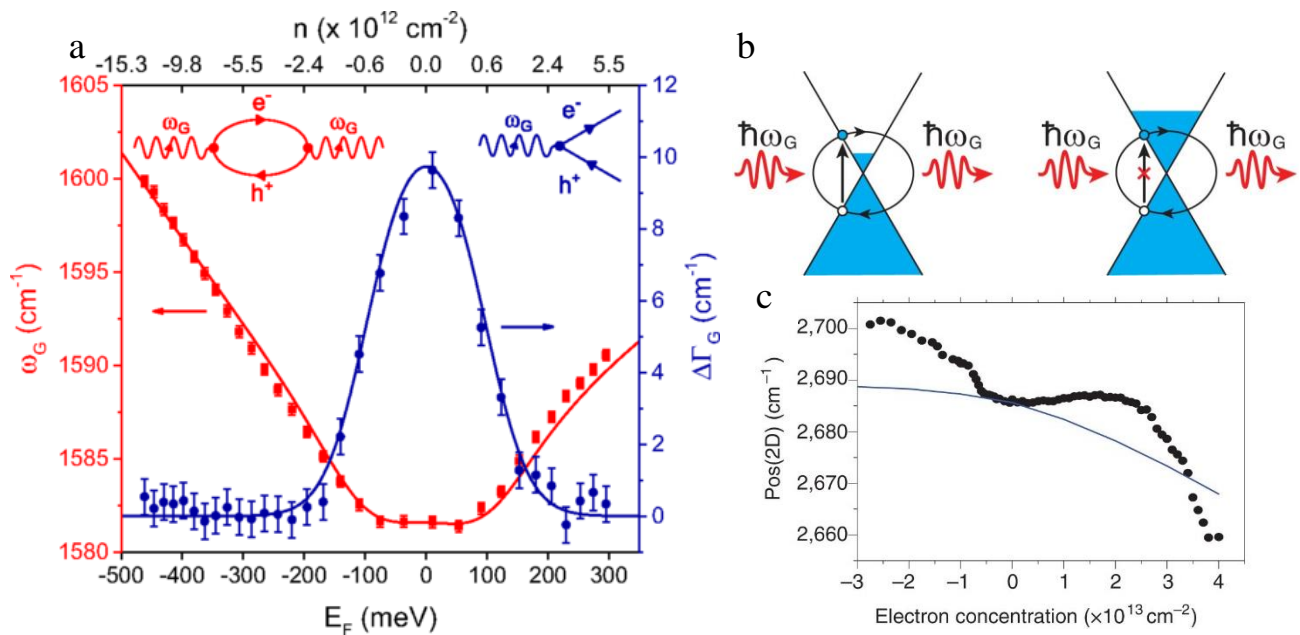 a
n (x 10¹² cm⁻²)
-15.3 -9.8 -5.5 -2.4 -0.6 0.0 0.6 2.4 5.5
1605
1600
1595
1590
1585
1580
ω_G (cm⁻¹)
e⁻
ω_G ω_G
h⁺
e⁻
ω_G
h⁺
12
10
8
6
4
2
0
ΔΓ_G (cm⁻¹)
-500 -400 -300 -200 -100 0 100 200 300
E_F (meV)
b
ħω_G ħω_G ħω_G ħω_G
c
2,700
2,690
2,680
2,670
2,660
Pos(2D) (cm⁻¹)
−3 −2 −1 0 1 2 3 4
Electron concentration (×10¹³ cm⁻²)